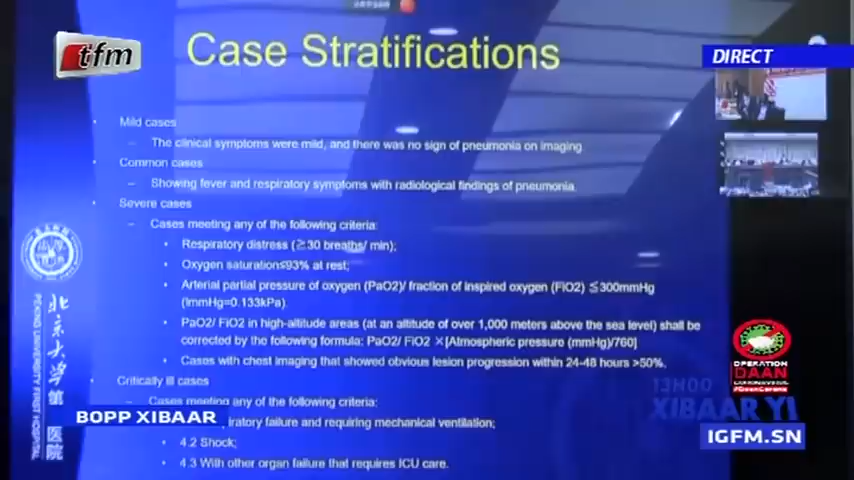 tfm
Case Stratifications
DIRECT
• Mild cases
– The clinical symptoms were mild, and there was no sign of pneumonia on imaging.
• Common cases
– Showing fever and respiratory symptoms with radiological findings of pneumonia.
• Severe cases
– Cases meeting any of the following criteria:
• Respiratory distress (≧30 breaths/ min);
• Oxygen saturation≤93% at rest;
• Arterial partial pressure of oxygen (PaO2)/ fraction of inspired oxygen (FiO2) ≦300mmHg
(lmmHg=0.133kPa).
• PaO2/ FiO2 in high-altitude areas (at an altitude of over 1,000 meters above the sea level) shall be
corrected by the following formula: PaO2/ FiO2 ×[Atmospheric pressure (mmHg)/760]
• Cases with chest imaging that showed obvious lesion progression within 24-48 hours >50%.
• Critically ill cases
– Cases meeting any of the following criteria:
iratory failure and requiring mechanical ventilation;
• 4.2 Shock;
• 4.3 With other organ failure that requires ICU care.
北京大学第一医院
PEKING UNIVERSITY FIRST HOSPITAL
OPERATION
DAAN
CORONAVIRUS
13H00
XIBAAR YI
BOPP XIBAAR
IGFM.SN